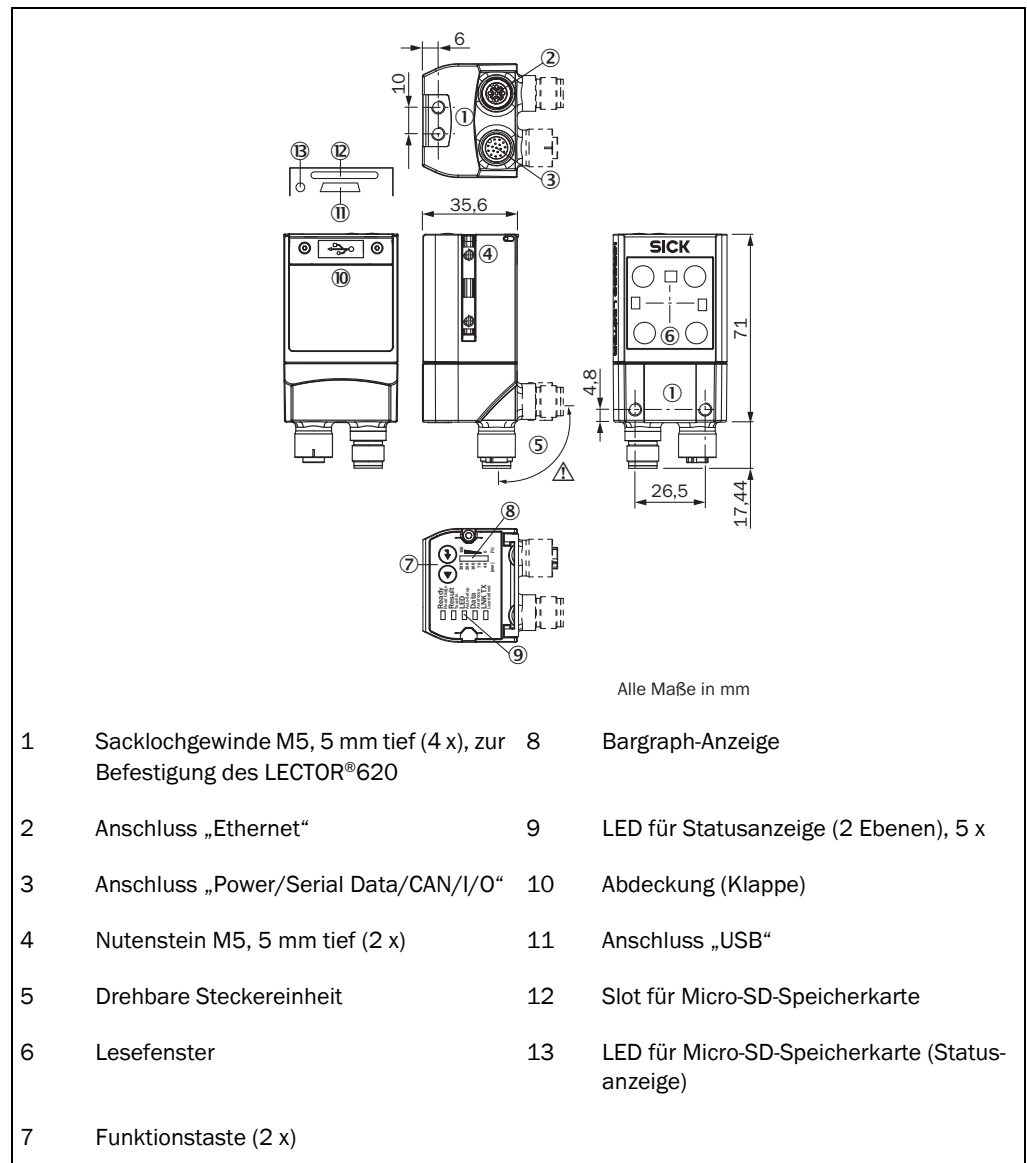 6
②
10
①
③
⑬ ⑫
⑪
35,6
④
⑩
SICK
⑥
71
4,8
①
⑤
26,5
17,44
⑧
⑦
Ready
Result
LED
Data
LNK TX
⑨
Alle Maße in mm
1 Sacklochgewinde M5, 5 mm tief (4 x), zur
Befestigung des LECTOR®620
8 Bargraph-Anzeige
2 Anschluss „Ethernet“
9 LED für Statusanzeige (2 Ebenen), 5 x
3 Anschluss „Power/Serial Data/CAN/I/O“
10 Abdeckung (Klappe)
4 Nutenstein M5, 5 mm tief (2 x)
11 Anschluss „USB“
5 Drehbare Steckereinheit
12 Slot für Micro-SD-Speicherkarte
6 Lesefenster
13 LED für Micro-SD-Speicherkarte (Status-
anzeige)
7 Funktionstaste (2 x)